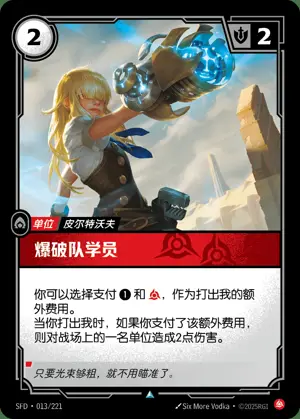 2
2
单位 皮尔特沃夫
爆破队学员
你可以选择支付 1 和 ，作为打出我的额
外费用。
当你打出我时，如果你支付了该额外费用，
则对战场上的一名单位造成2点伤害。
只要光束够粗，就不用瞄准了。
SFD • 013/221
Six More Vodka
©2025RGI